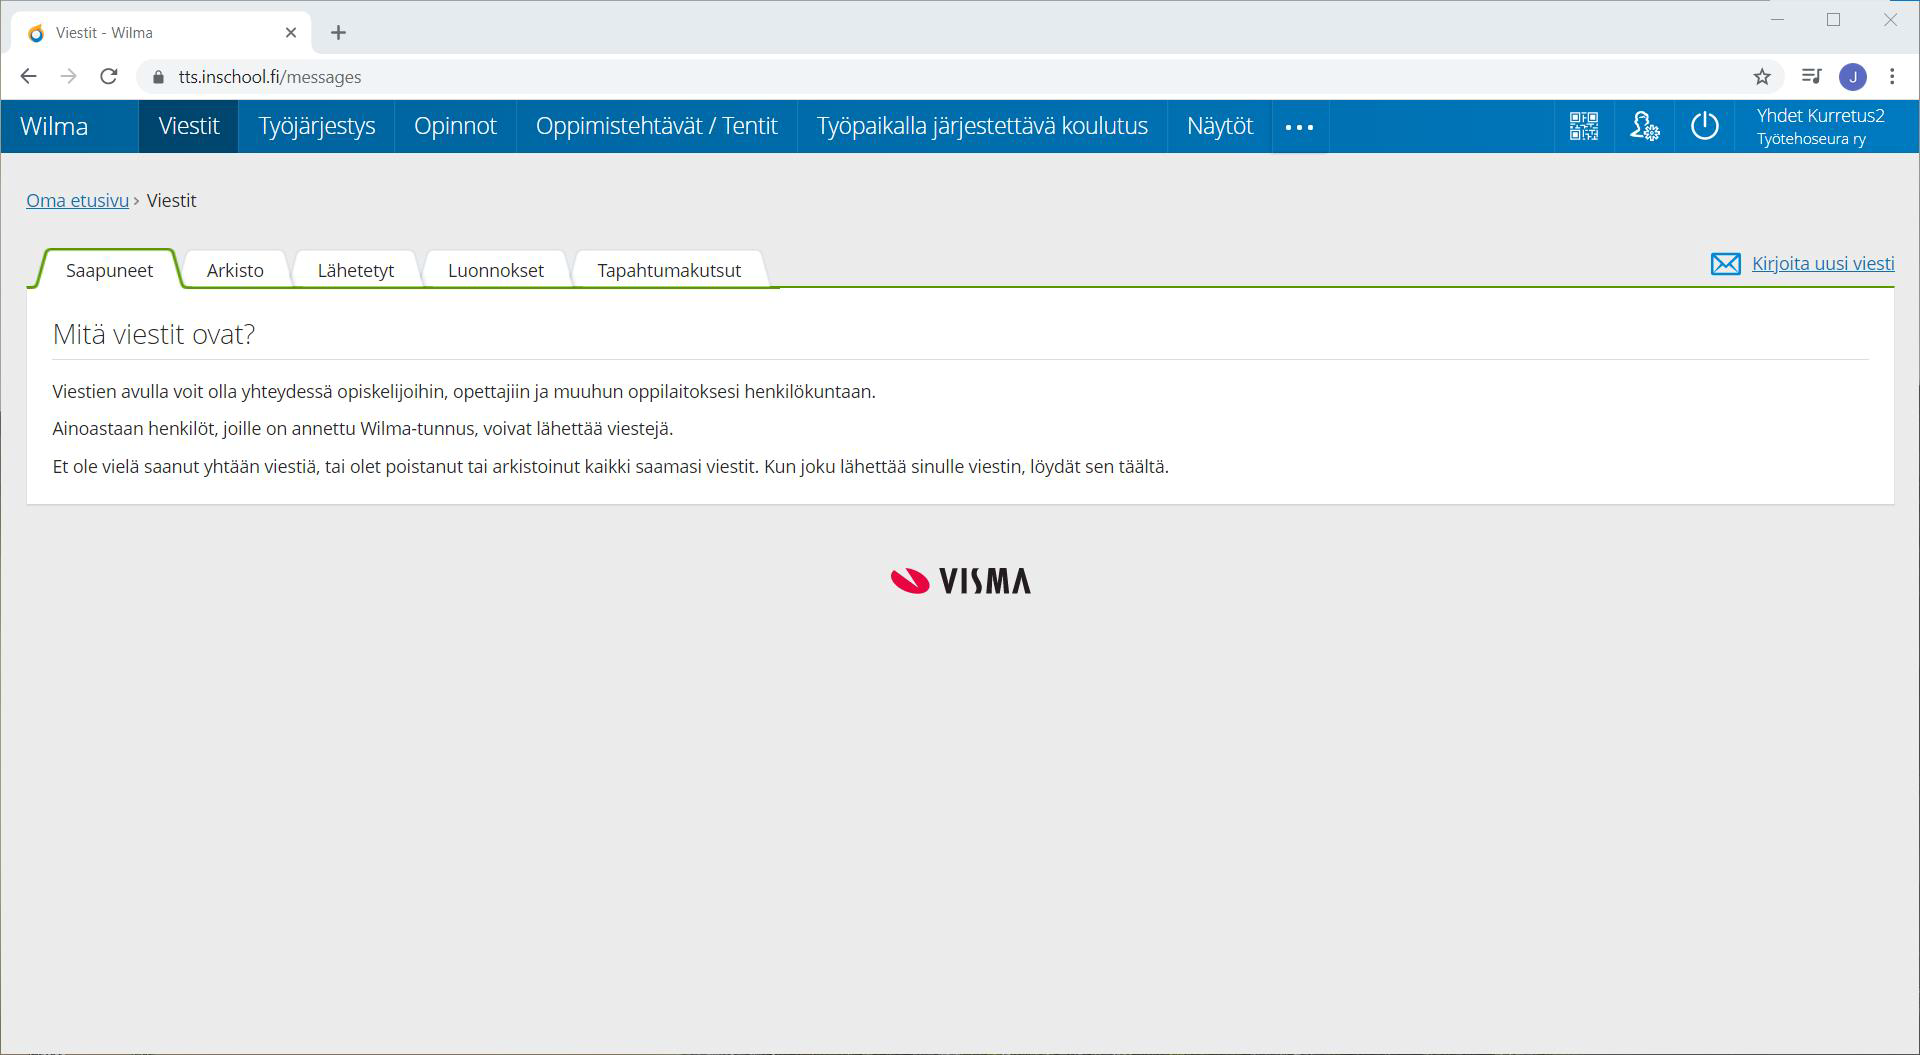 Viestit - Wilma
tts.inschool.fi/messages
J
Wilma
Viestit
Työjärjestys
Opinnot
Oppimistehtävät / Tentit
Työpaikalla järjestettävä koulutus
Näytöt
Yhdet Kurretus2
Työtehoseura ry
Oma etusivu › Viestit
Saapuneet
Arkisto
Lähetetyt
Luonnokset
Tapahtumakutsut
Kirjoita uusi viesti
Mitä viestit ovat?
Viestien avulla voit olla yhteydessä opiskelijoihin, opettajiin ja muuhun oppilaitoksesi henkilökuntaan.
Ainoastaan henkilöt, joille on annettu Wilma-tunnus, voivat lähettää viestejä.
Et ole vielä saanut yhtään viestiä, tai olet poistanut tai arkistoinut kaikki saamasi viestit. Kun joku lähettää sinulle viestin, löydät sen täältä.
VISMA